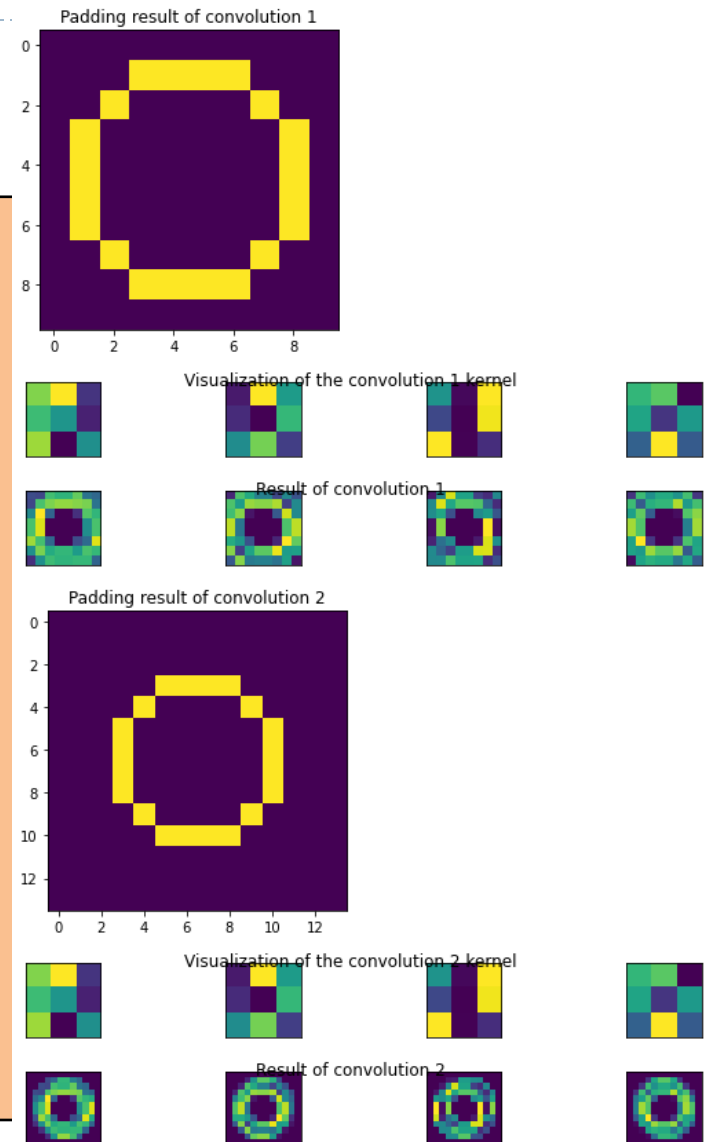 Padding result of convolution 1
0
2
4
6
8
0 2 4 6 8
Visualization of the convolution 1 kernel
Result of convolution 1
Padding result of convolution 2
0
2
4
6
8
10
12
0 2 4 6 8 10 12
Visualization of the convolution 2 kernel
Result of convolution 2